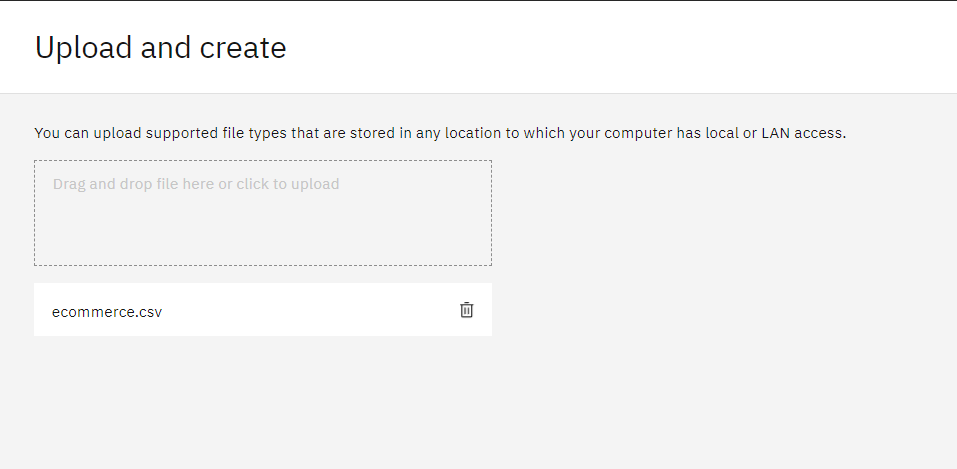 Upload and create
You can upload supported file types that are stored in any location to which your computer has local or LAN access.
Drag and drop file here or click to upload
ecommerce.csv